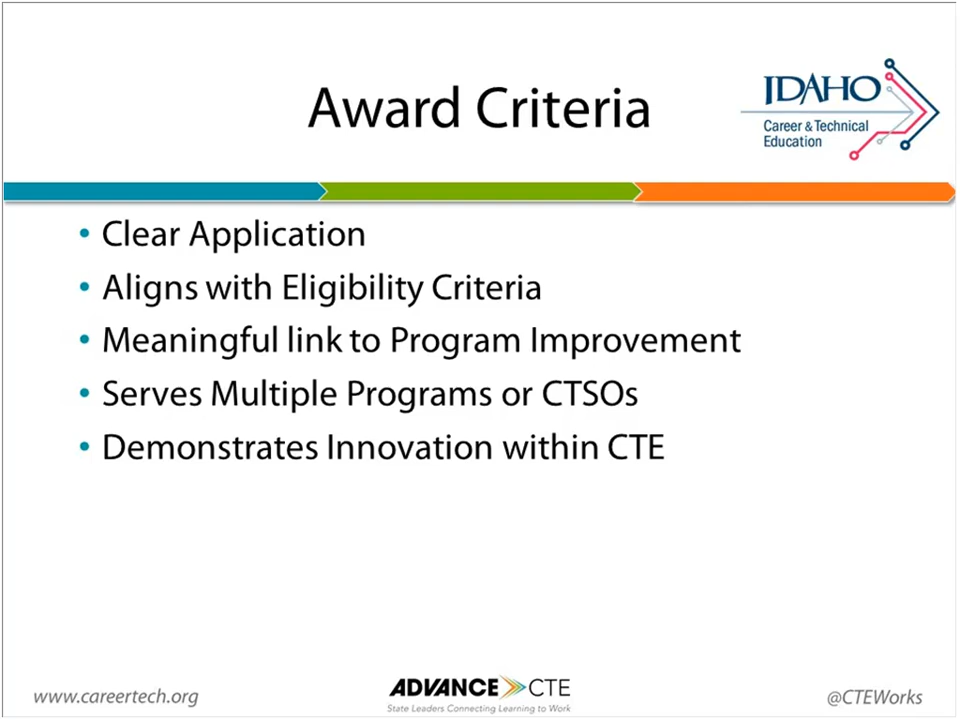 Award Criteria
IDAHO
Career & Technical
Education
• Clear Application
• Aligns with Eligibility Criteria
• Meaningful link to Program Improvement
• Serves Multiple Programs or CTSOs
• Demonstrates Innovation within CTE
www.careertech.org
ADVANCE CTE
State Leaders Connecting Learning to Work
@CTEWorks